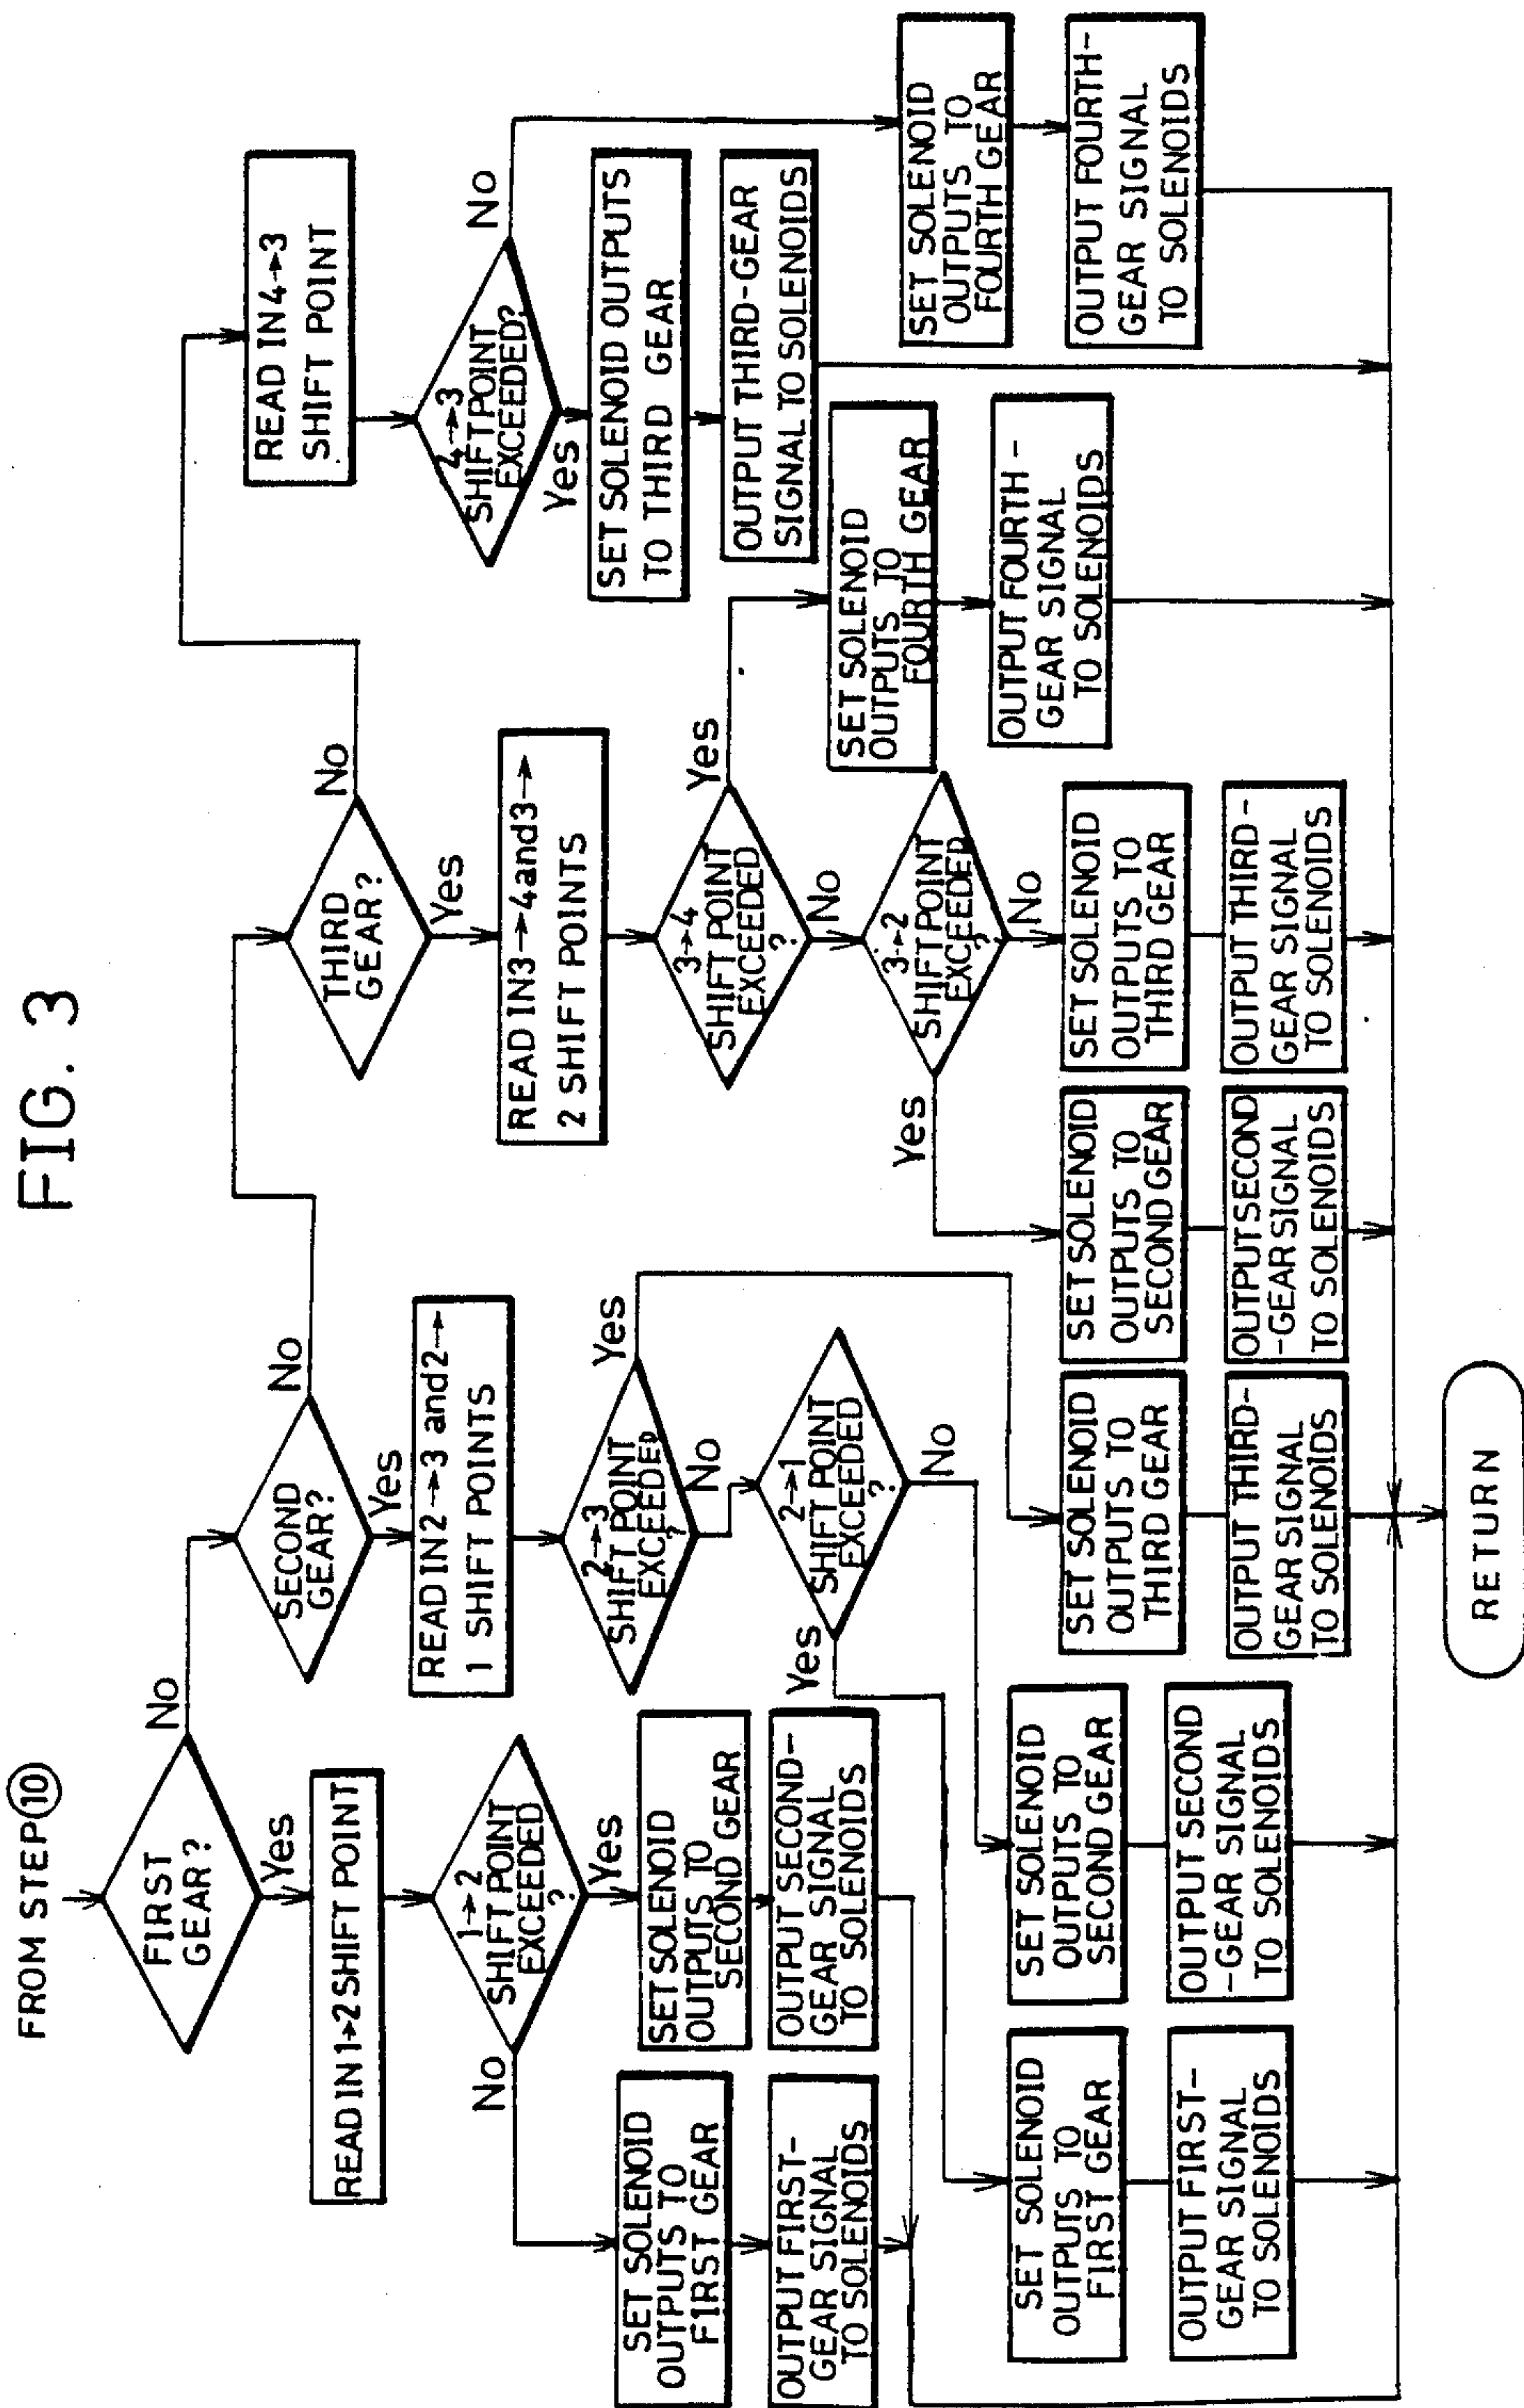 FIG. 3
FROM STEP 10
FIRST
GEAR?
No
Yes
READ IN 1→2 SHIFT POINT
1→2
SHIFT POINT
EXCEEDED
?
No
Yes
SET SOLENOID
OUTPUTS TO
FIRST GEAR
OUTPUT FIRST-
GEAR SIGNAL
TO SOLENOIDS
SET SOLENOID
OUTPUTS TO
SECOND GEAR
OUTPUT SECOND-
GEAR SIGNAL
TO SOLENOIDS
SECOND
GEAR?
No
Yes
READ IN 2→3 and 2→
1 SHIFT POINTS
2→3
SHIFT POINT
EXCEEDED
?
Yes
No
2→1
SHIFT POINT
EXCEEDED
?
Yes
No
SET SOLENOID
OUTPUTS TO
FIRST GEAR
OUTPUT FIRST-
GEAR SIGNAL
TO SOLENOIDS
SET SOLENOID
OUTPUTS TO
SECOND GEAR
OUTPUT SECOND
-GEAR SIGNAL
TO SOLENOIDS
SET SOLENOID
OUTPUTS TO
THIRD GEAR
OUTPUT THIRD-
GEAR SIGNAL
TO SOLENOIDS
THIRD
GEAR?
No
Yes
READ IN 3→4 and 3→
2 SHIFT POINTS
3→4
SHIFT POINT
EXCEEDED
?
Yes
No
3→2
SHIFT POINT
EXCEEDED
?
Yes
No
SET SOLENOID
OUTPUTS TO
SECOND GEAR
OUTPUT SECOND
-GEAR SIGNAL
TO SOLENOIDS
SET SOLENOID
OUTPUTS TO
THIRD GEAR
OUTPUT THIRD-
GEAR SIGNAL
TO SOLENOIDS
SET SOLENOID
OUTPUTS TO
FOURTH GEAR
OUTPUT FOURTH-
GEAR SIGNAL
TO SOLENOIDS
READ IN 4→3
SHIFT POINT
4→3
SHIFT POINT
EXCEEDED?
No
Yes
SET SOLENOID OUTPUTS
TO THIRD GEAR
OUTPUT THIRD-GEAR
SIGNAL TO SOLENOIDS
SET SOLENOID
OUTPUTS TO
FOURTH GEAR
OUTPUT FOURTH-
GEAR SIGNAL
TO SOLENOIDS
RETURN